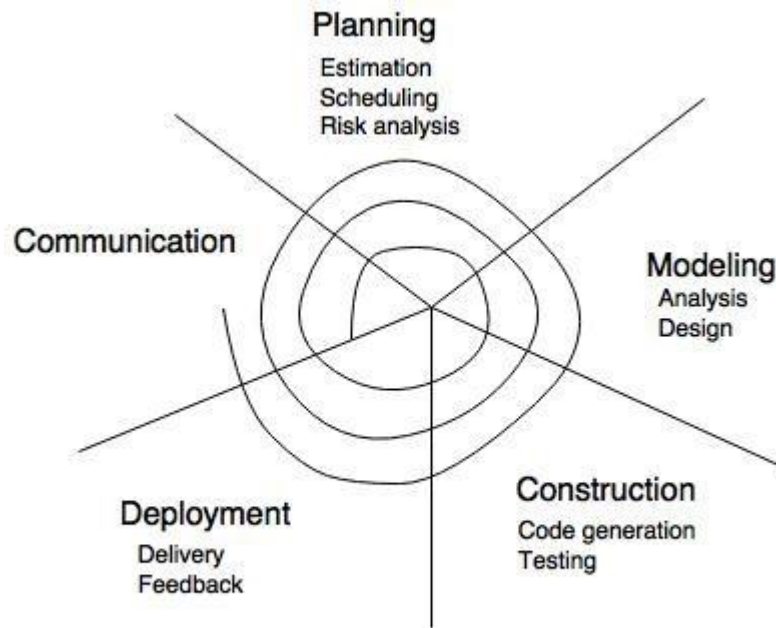 Planning
Estimation
Scheduling
Risk analysis
Communication
Modeling
Analysis
Design
Construction
Code generation
Testing
Deployment
Delivery
Feedback